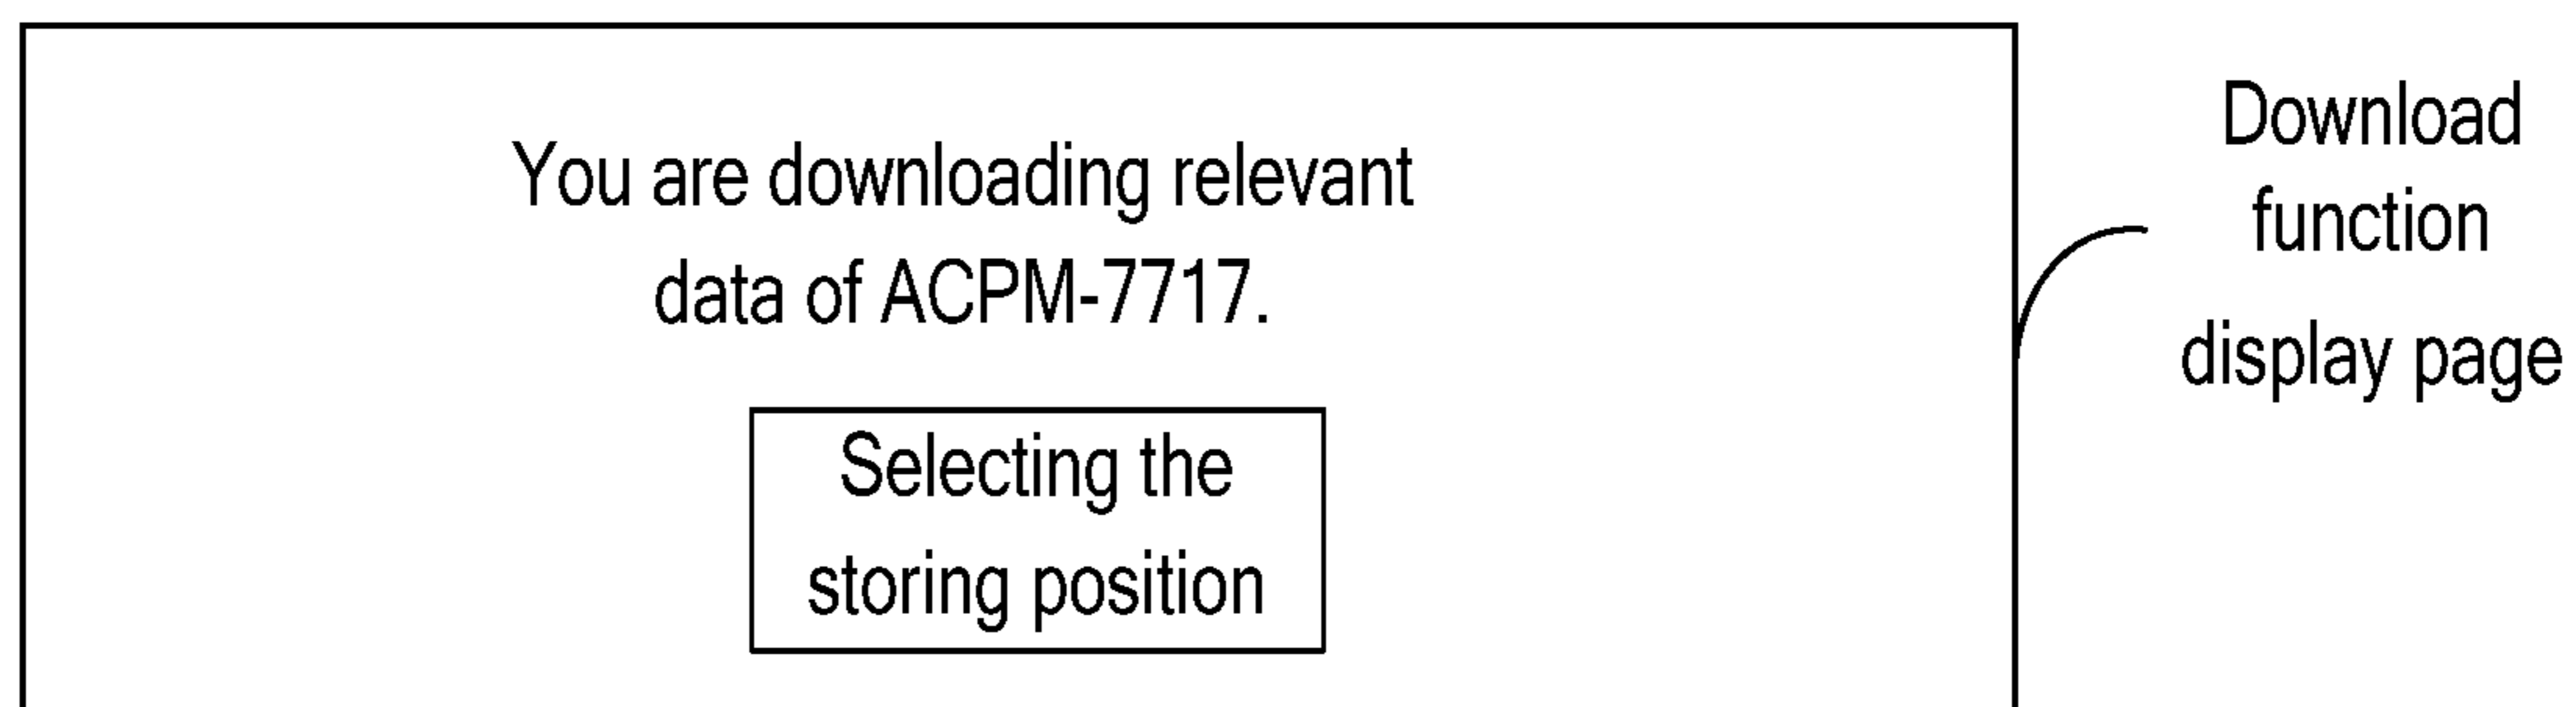 You are downloading relevant
data of ACPM-7717.
Selecting the
storing position
Download
function
display page